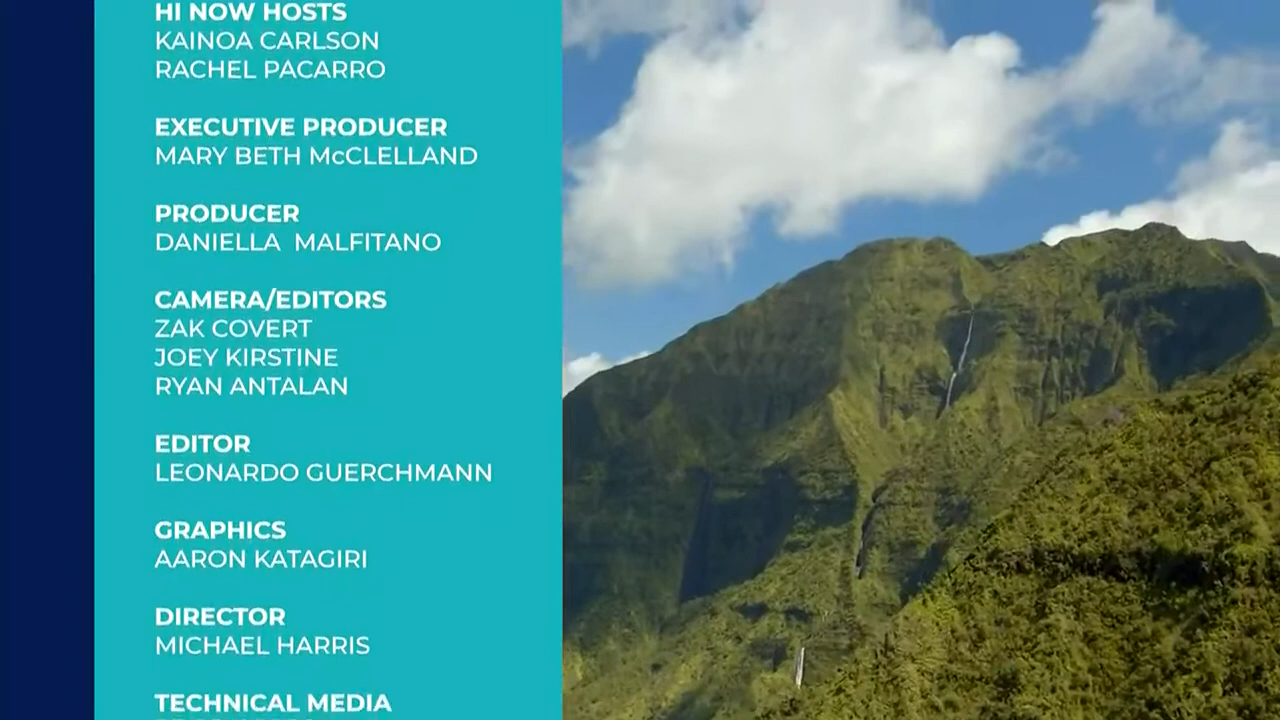 HI NOW HOSTS
KAINOA CARLSON
RACHEL PACARRO
EXECUTIVE PRODUCER
MARY BETH McCLELLAND
PRODUCER
DANIELLA  MALFITANO
CAMERA/EDITORS
ZAK COVERT
JOEY KIRSTINE
RYAN ANTALAN
EDITOR
LEONARDO GUERCHMANN
GRAPHICS
AARON KATAGIRI
DIRECTOR
MICHAEL HARRIS
TECHNICAL MEDIA